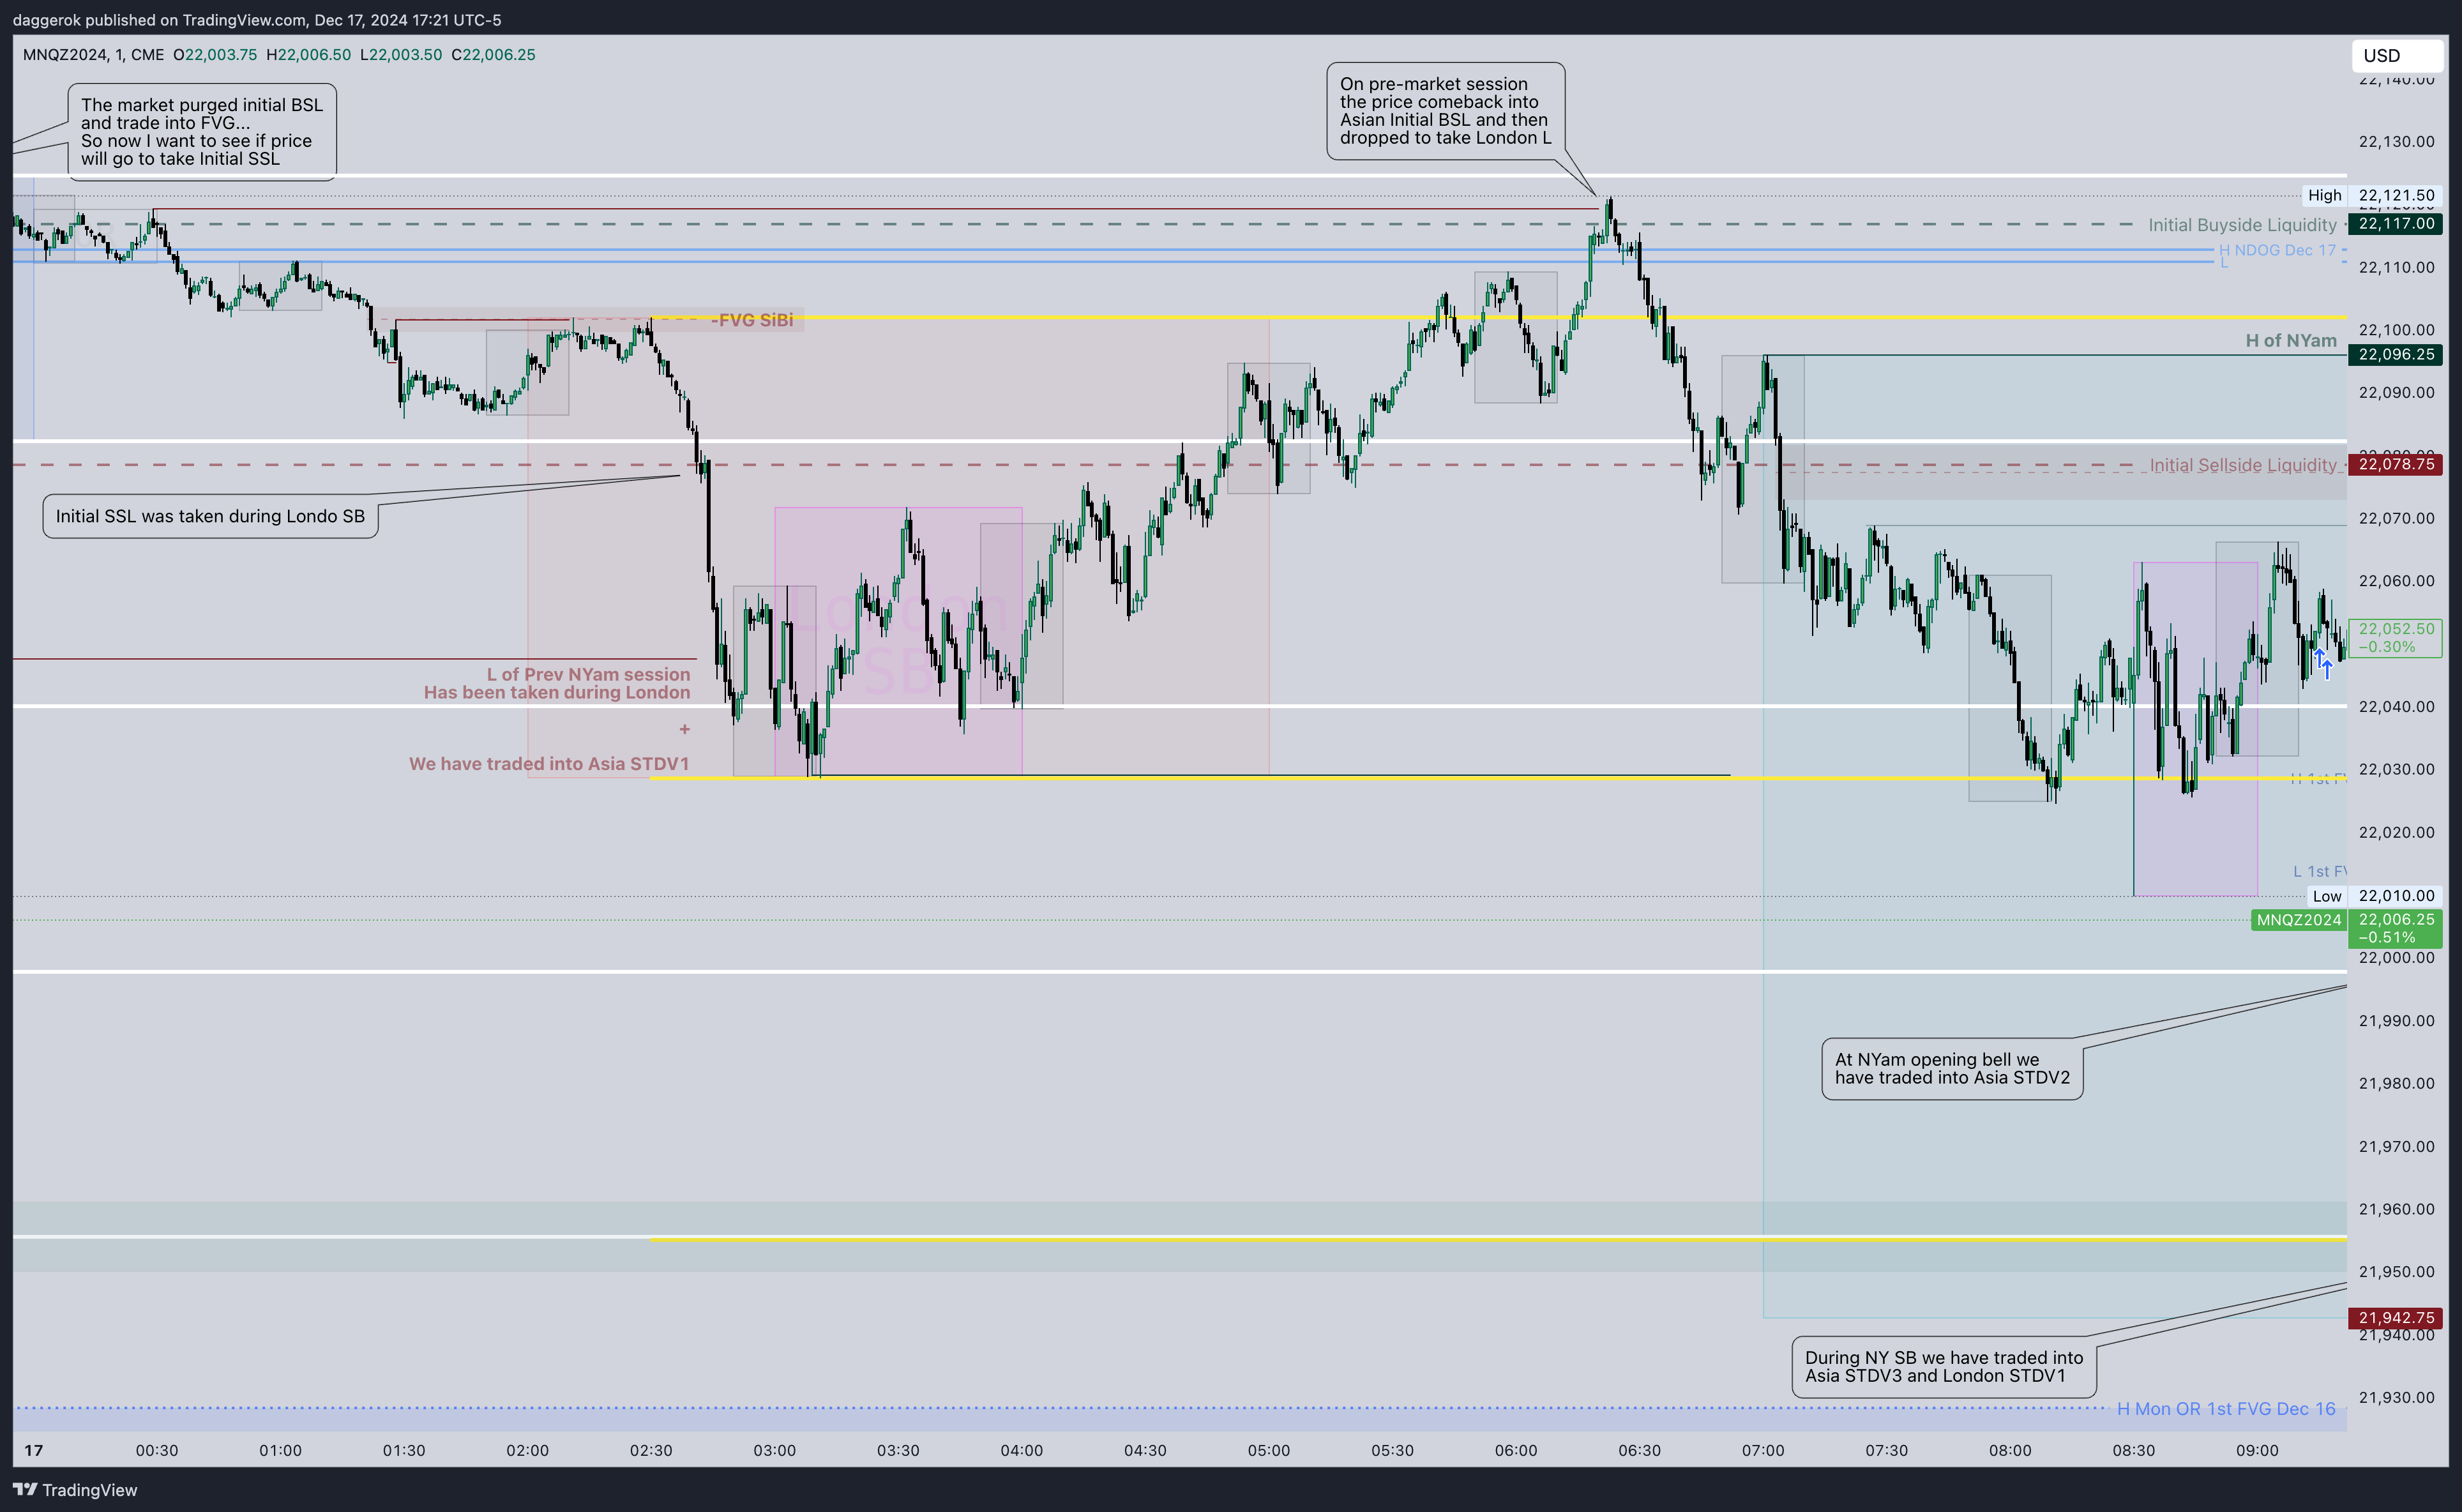 daggerok published on TradingView.com, Dec 17, 2024 17:21 UTC-5
MNQZ2024, 1, CME O22,003.75 H22,006.50 L22,003.50 C22,006.25
USD
The market purged initial BSL
and trade into FVG...
So now I want to see if price
will go to take Initial SSL
On pre-market session
the price comeback into
Asian Initial BSL and then
dropped to take London L
22,140.00
22,130.00
High 22,121.50
Initial Buyside Liquidity 22,117.00
H NDOG Dec 17
L
22,110.00
-FVG SiBi
22,100.00
H of NYam
22,096.25
22,090.00
Initial Sellside Liquidity 22,078.75
Initial SSL was taken during Londo SB
22,070.00
22,060.00
London
SB
22,052.50
−0.30%
L of Prev NYam session
Has been taken during London
+
We have traded into Asia STDV1
22,040.00
22,030.00
H 1st FV
22,020.00
L 1st FV
Low 22,010.00
MNQZ2024 22,006.25
−0.51%
22,000.00
21,990.00
At NYam opening bell we
have traded into Asia STDV2
21,980.00
21,970.00
21,960.00
21,950.00
21,942.75
21,940.00
During NY SB we have traded into
Asia STDV3 and London STDV1
21,930.00
H Mon OR 1st FVG Dec 16
17 00:30 01:00 01:30 02:00 02:30 03:00 03:30 04:00 04:30 05:00 05:30 06:00 06:30 07:00 07:30 08:00 08:30 09:00
TradingView